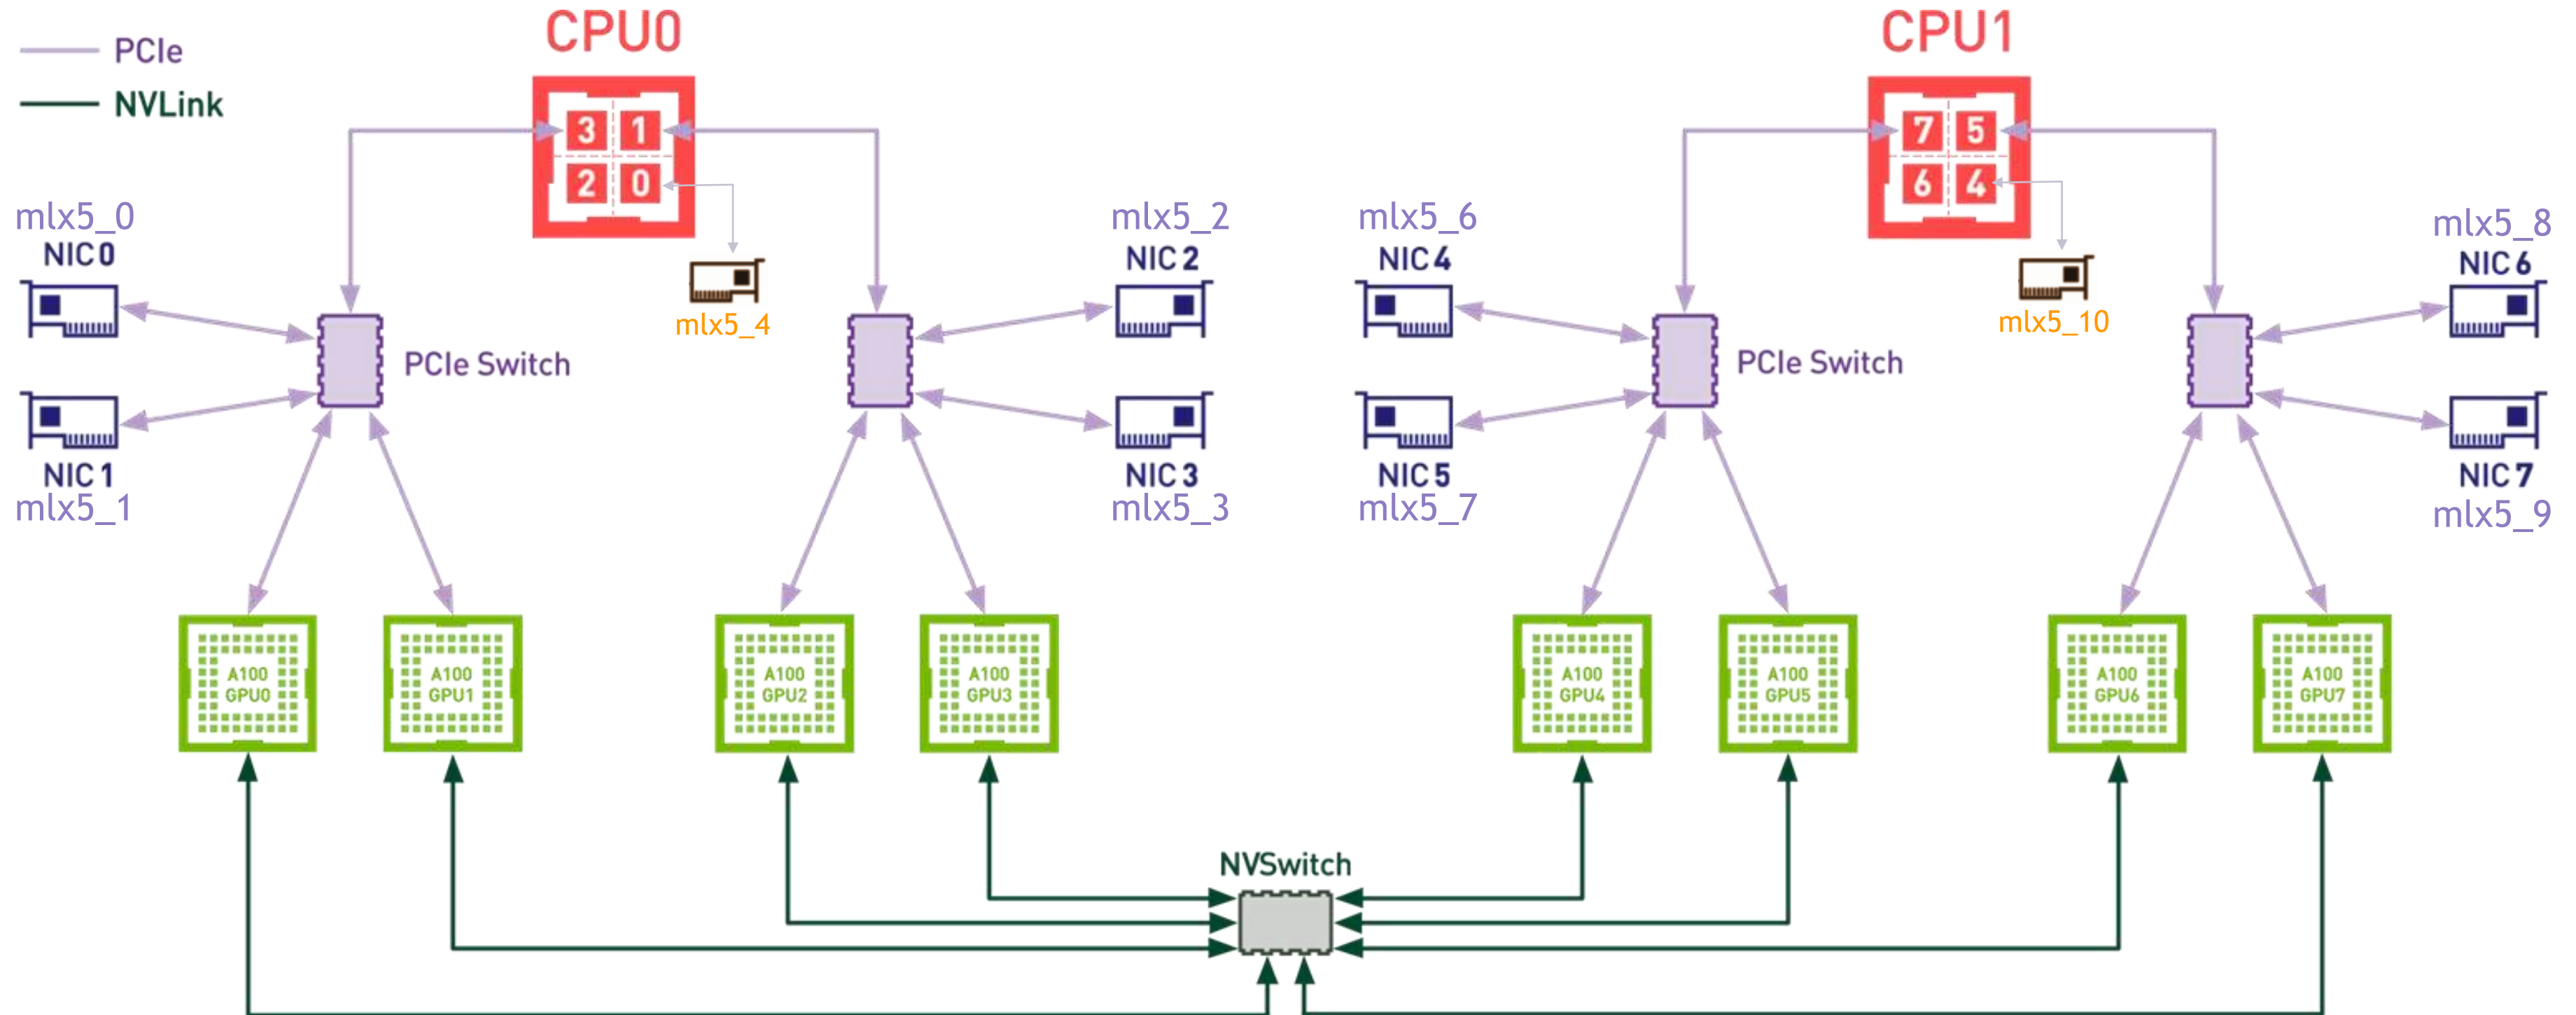 CPU0
CPU1
PCIe
NVLink
3 1
2 0
7 5
6 4
mlx5_0
NIC0
mlx5_2
NIC 2
mlx5_6
NIC 4
mlx5_8
NIC 6
mlx5_4
mlx5_10
PCIe Switch
PCIe Switch
NIC 1
mlx5_1
NIC 3
mlx5_3
NIC 5
mlx5_7
NIC 7
mlx5_9
A100
GPU0
A100
GPU1
A100
GPU2
A100
GPU3
A100
GPU4
A100
GPU5
A100
GPU6
A100
GPU7
NVSwitch